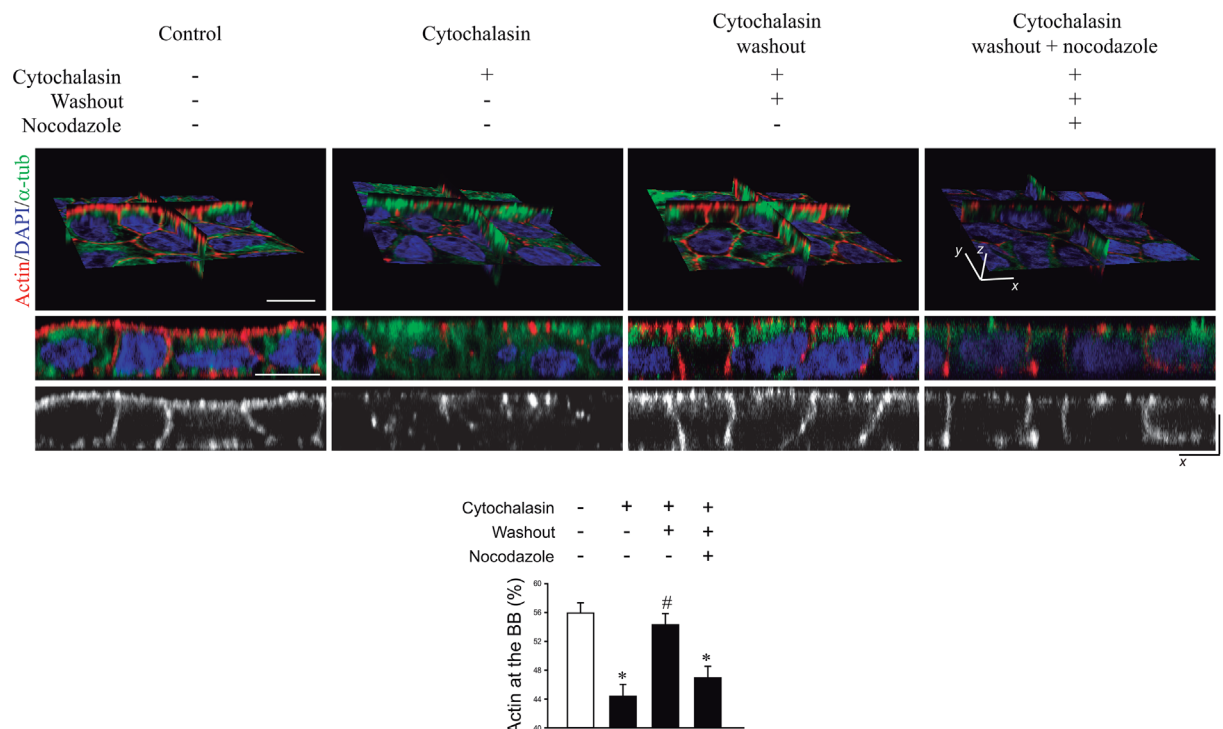 Control
Cytochalasin
Cytochalasin
washout
Cytochalasin
washout + nocodazole
Cytochalasin - + + +
Washout - - + +
Nocodazole - - - +
Actin/DAPI/α-tub
y z x
x
Cytochalasin - + + +
Washout - - + +
Nocodazole - - - +
Actin at the BB (%)
60
56
52
48
44
40
* # *